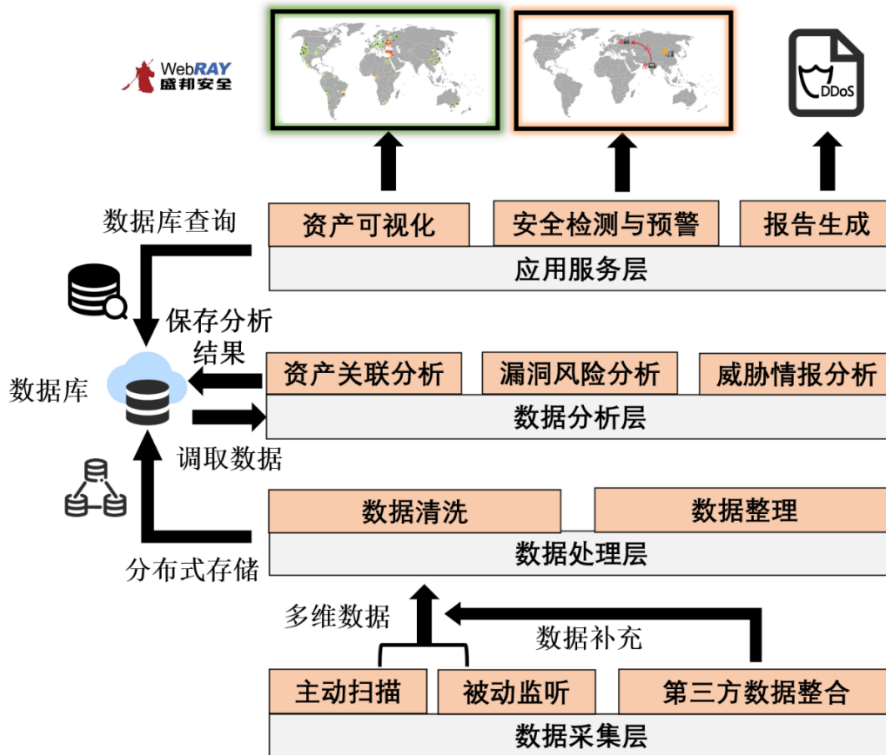 WebRAY
盛邦安全
DDoS
数据库查询
资产可视化
安全检测与预警
报告生成
应用服务层
保存分析
结果
数据库
资产关联分析
漏洞风险分析
威胁情报分析
数据分析层
调取数据
数据清洗
数据整理
数据处理层
分布式存储
多维数据
数据补充
主动扫描
被动监听
第三方数据整合
数据采集层